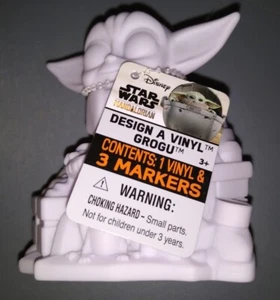 Disney
STAR
WARS
THE
MANDALORIAN
DESIGN A VINYL™
GROGU™
3+
CONTENTS: 1 VINYL &
3 MARKERS
WARNING:
CHOKING HAZARD – Small parts.
Not for children under 3 years.